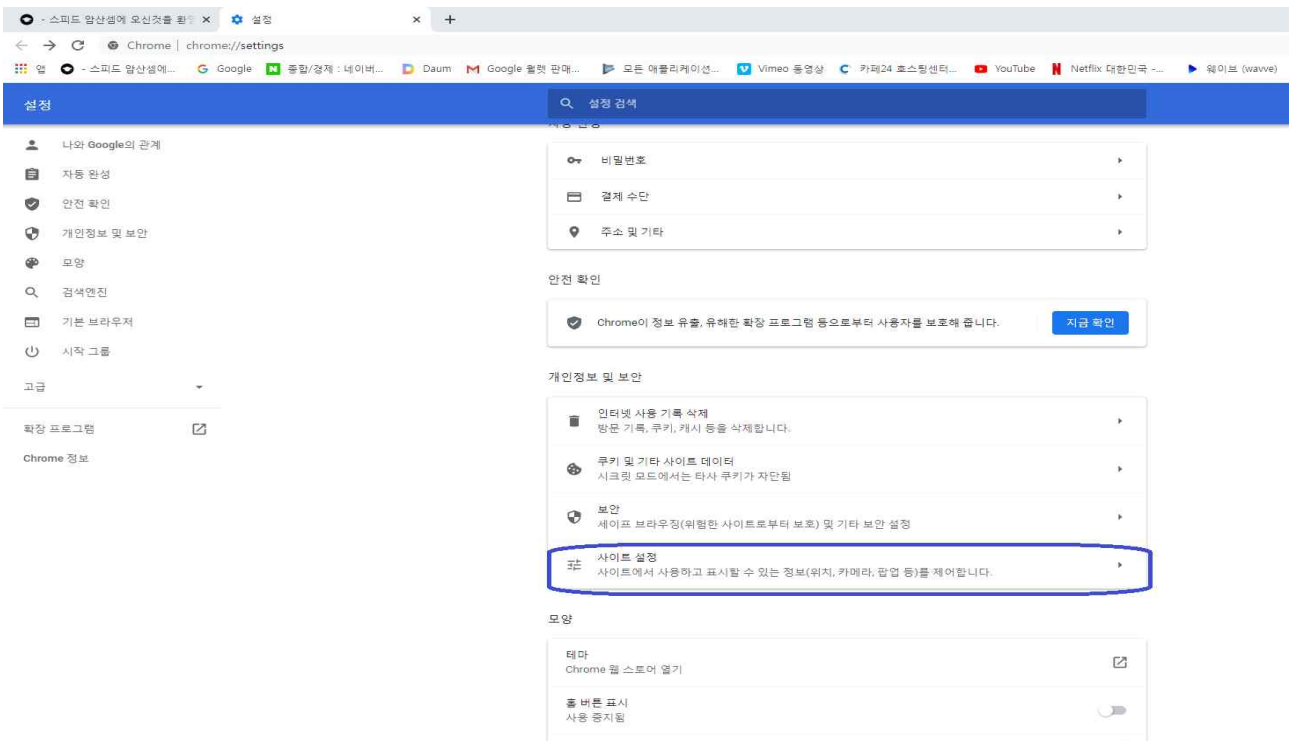 - 스피드 암산셈에 오신것을 환영
설정
Chrome | chrome://settings
앱
- 스피드 암산셈에...
Google
증합/경제 : 네이버...
Daum
Google 월렛 판매...
모든 애플리케이션...
Vimeo 동영상
카페24 호스팅센터...
YouTube
Netflix 대한민국 -...
웨이브 (wavve)
설정
설정 검색
나와 Google의 관계
자동 완성
안전 확인
개인정보 및 보안
모양
검색엔진
기본 브라우저
시작 그룹
고급
확장 프로그램
Chrome 정보
비밀번호
결제 수단
주소 및 기타
안전 확인
Chrome이 정보 유출, 유해한 확장 프로그램 등으로부터 사용자를 보호해 줍니다.
지금 확인
개인정보 및 보안
인터넷 사용 기록 삭제
방문 기록, 쿠키, 캐시 등을 삭제합니다.
쿠키 및 기타 사이트 데이터
시크릿 모드에서는 타사 쿠키가 차단됨
보안
세이프 브라우징(위험한 사이트로부터 보호) 및 기타 보안 설정
사이트 설정
사이트에서 사용하고 표시할 수 있는 정보(위치, 카메라, 팝업 등)를 제어합니다.
모양
테마
Chrome 웹 스토어 열기
홈 버튼 표시
사용 중지됨